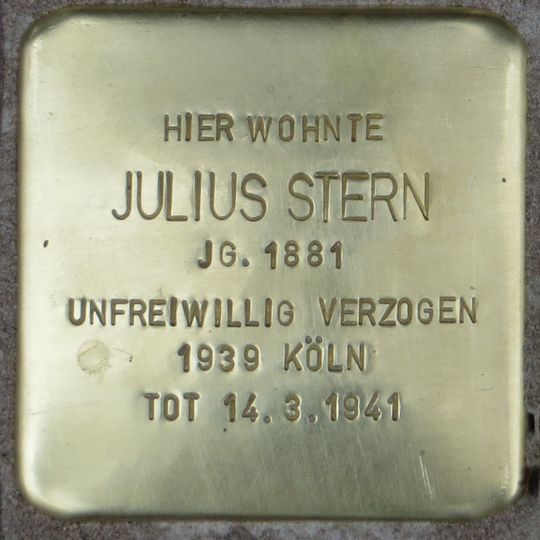 HIER WOHNTE
JULIUS STERN
JG. 1881
UNFREIWILLIG VERZOGEN
1939 KÖLN
TOT 14.3.1941